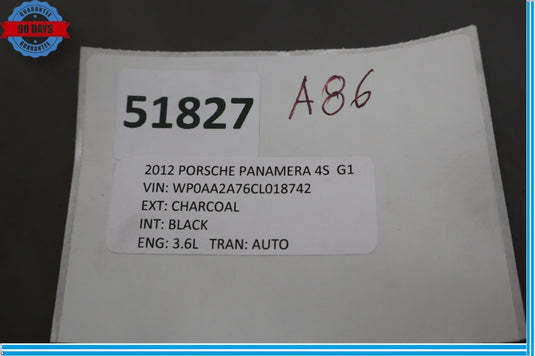 GUARANTEE
90 DAYS
GUARANTEE
51827
A86
2012 PORSCHE PANAMERA 4S G1
VIN: WP0AA2A76CL018742
EXT: CHARCOAL
INT: BLACK
ENG: 3.6L TRAN: AUTO